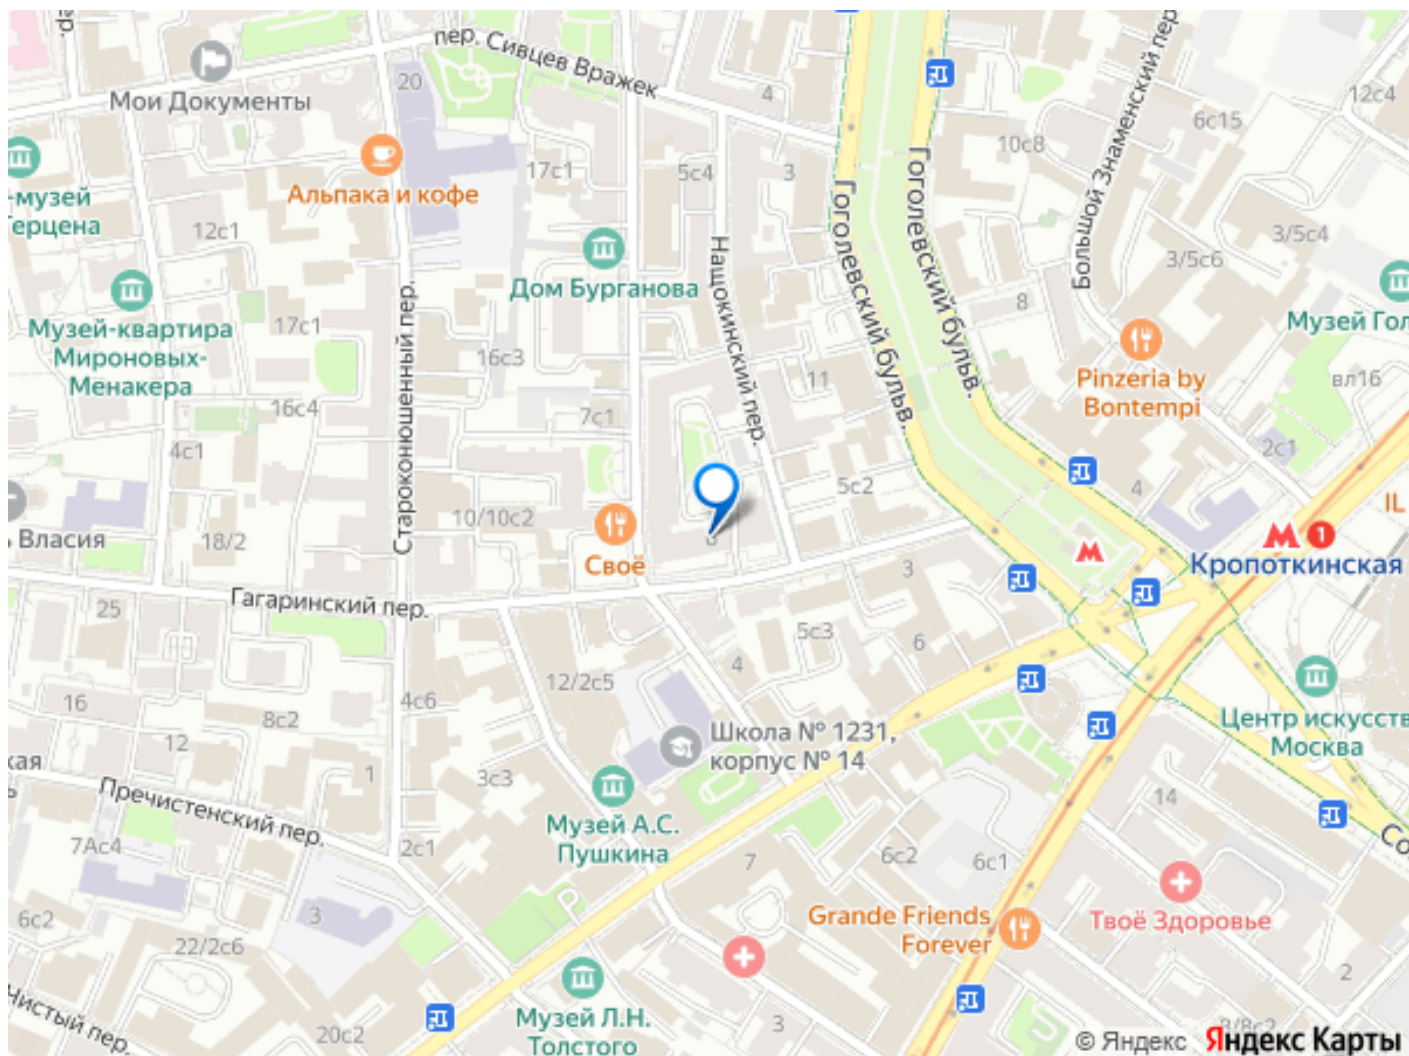 пер. Сивцев Вражек
Большой Знаменский пер.
20
4
12с4
6с15
10с8
Мои Документы
17с1
5с4
3
Альпака и кофе
-музей
ерцена
12с1
Гоголевский бульв.
Гоголевский бульв.
3/5с4
3/5с6
Дом Бурганова
Нащокинский пер.
8
Музей Гол
Музей-квартира
Мироновых-
Менакера
17с1
16с3
Староконюшенный пер.
11
Pinzeria by
Bontempi
вл16
16с4
7с1
4с1
2с1
5с2
4
IL
10/10с2
ь Власия
18/2
Своё
Кропоткинская
1
3
Гагаринский пер.
25
5с3
6
4
12/2с5
4с6
16
8с2
12
Школа № 1231,
корпус № 14
Центр искусств
Москва
кая
1
3с3
Пречистенский пер.
14
Музей А.С.
Пушкина
7Ас4
2с1
7
6с2
6с1
Со
3
P
Grande Friends
Forever
Твоё Здоровье
6с2
22/2с6
2
Чистый пер.
20с2
Музей Л.Н.
Толстого
3
3/8с2
© Яндекс Яндекс Карты